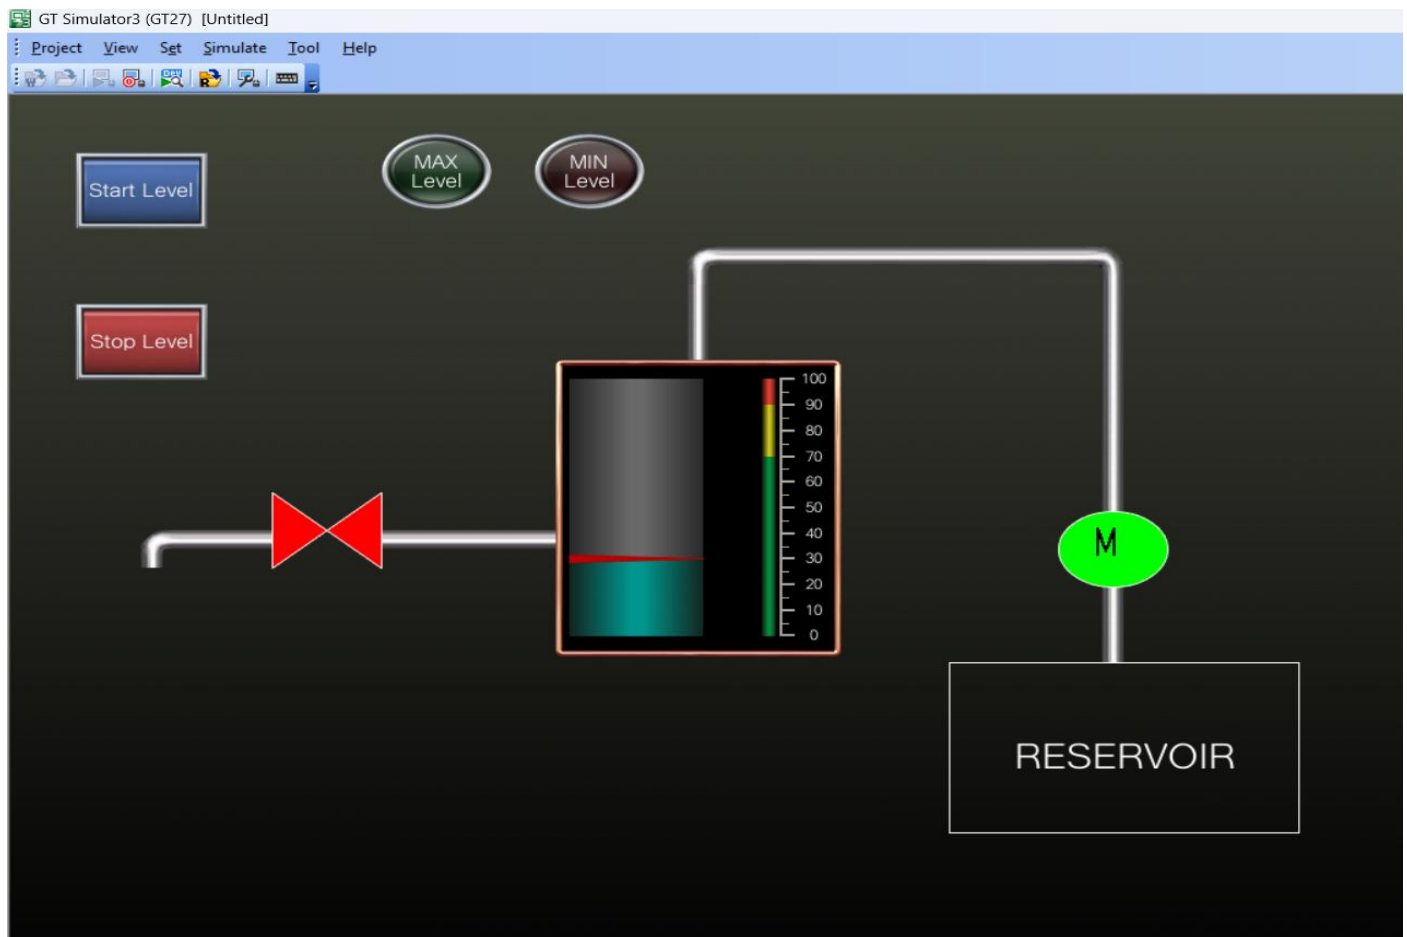 GT Simulator3 (GT27) [Untitled]
Project View Set Simulate Tool Help
Start Level
MAX
Level
MIN
Level
Stop Level
100
90
80
70
60
50
40
30
20
10
0
M
RESERVOIR